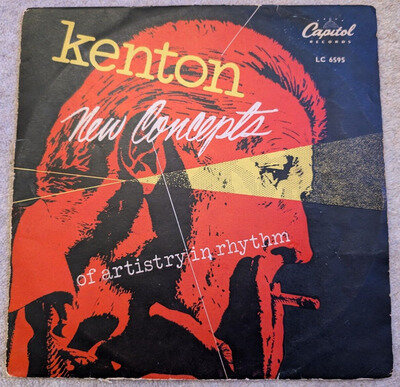 kenton
Capitol
RECORDS
LC 6595
New Concepts
of artistry in rhythm